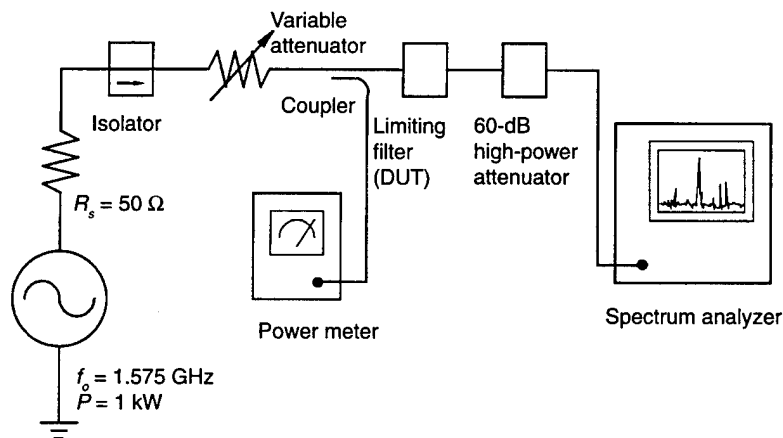 Variable
attenuator
Isolator
Coupler
Limiting
filter
(DUT)
60-dB
high-power
attenuator
R_s = 50 Ω
Power meter
Spectrum analyzer
f_o = 1.575 GHz
P = 1 kW